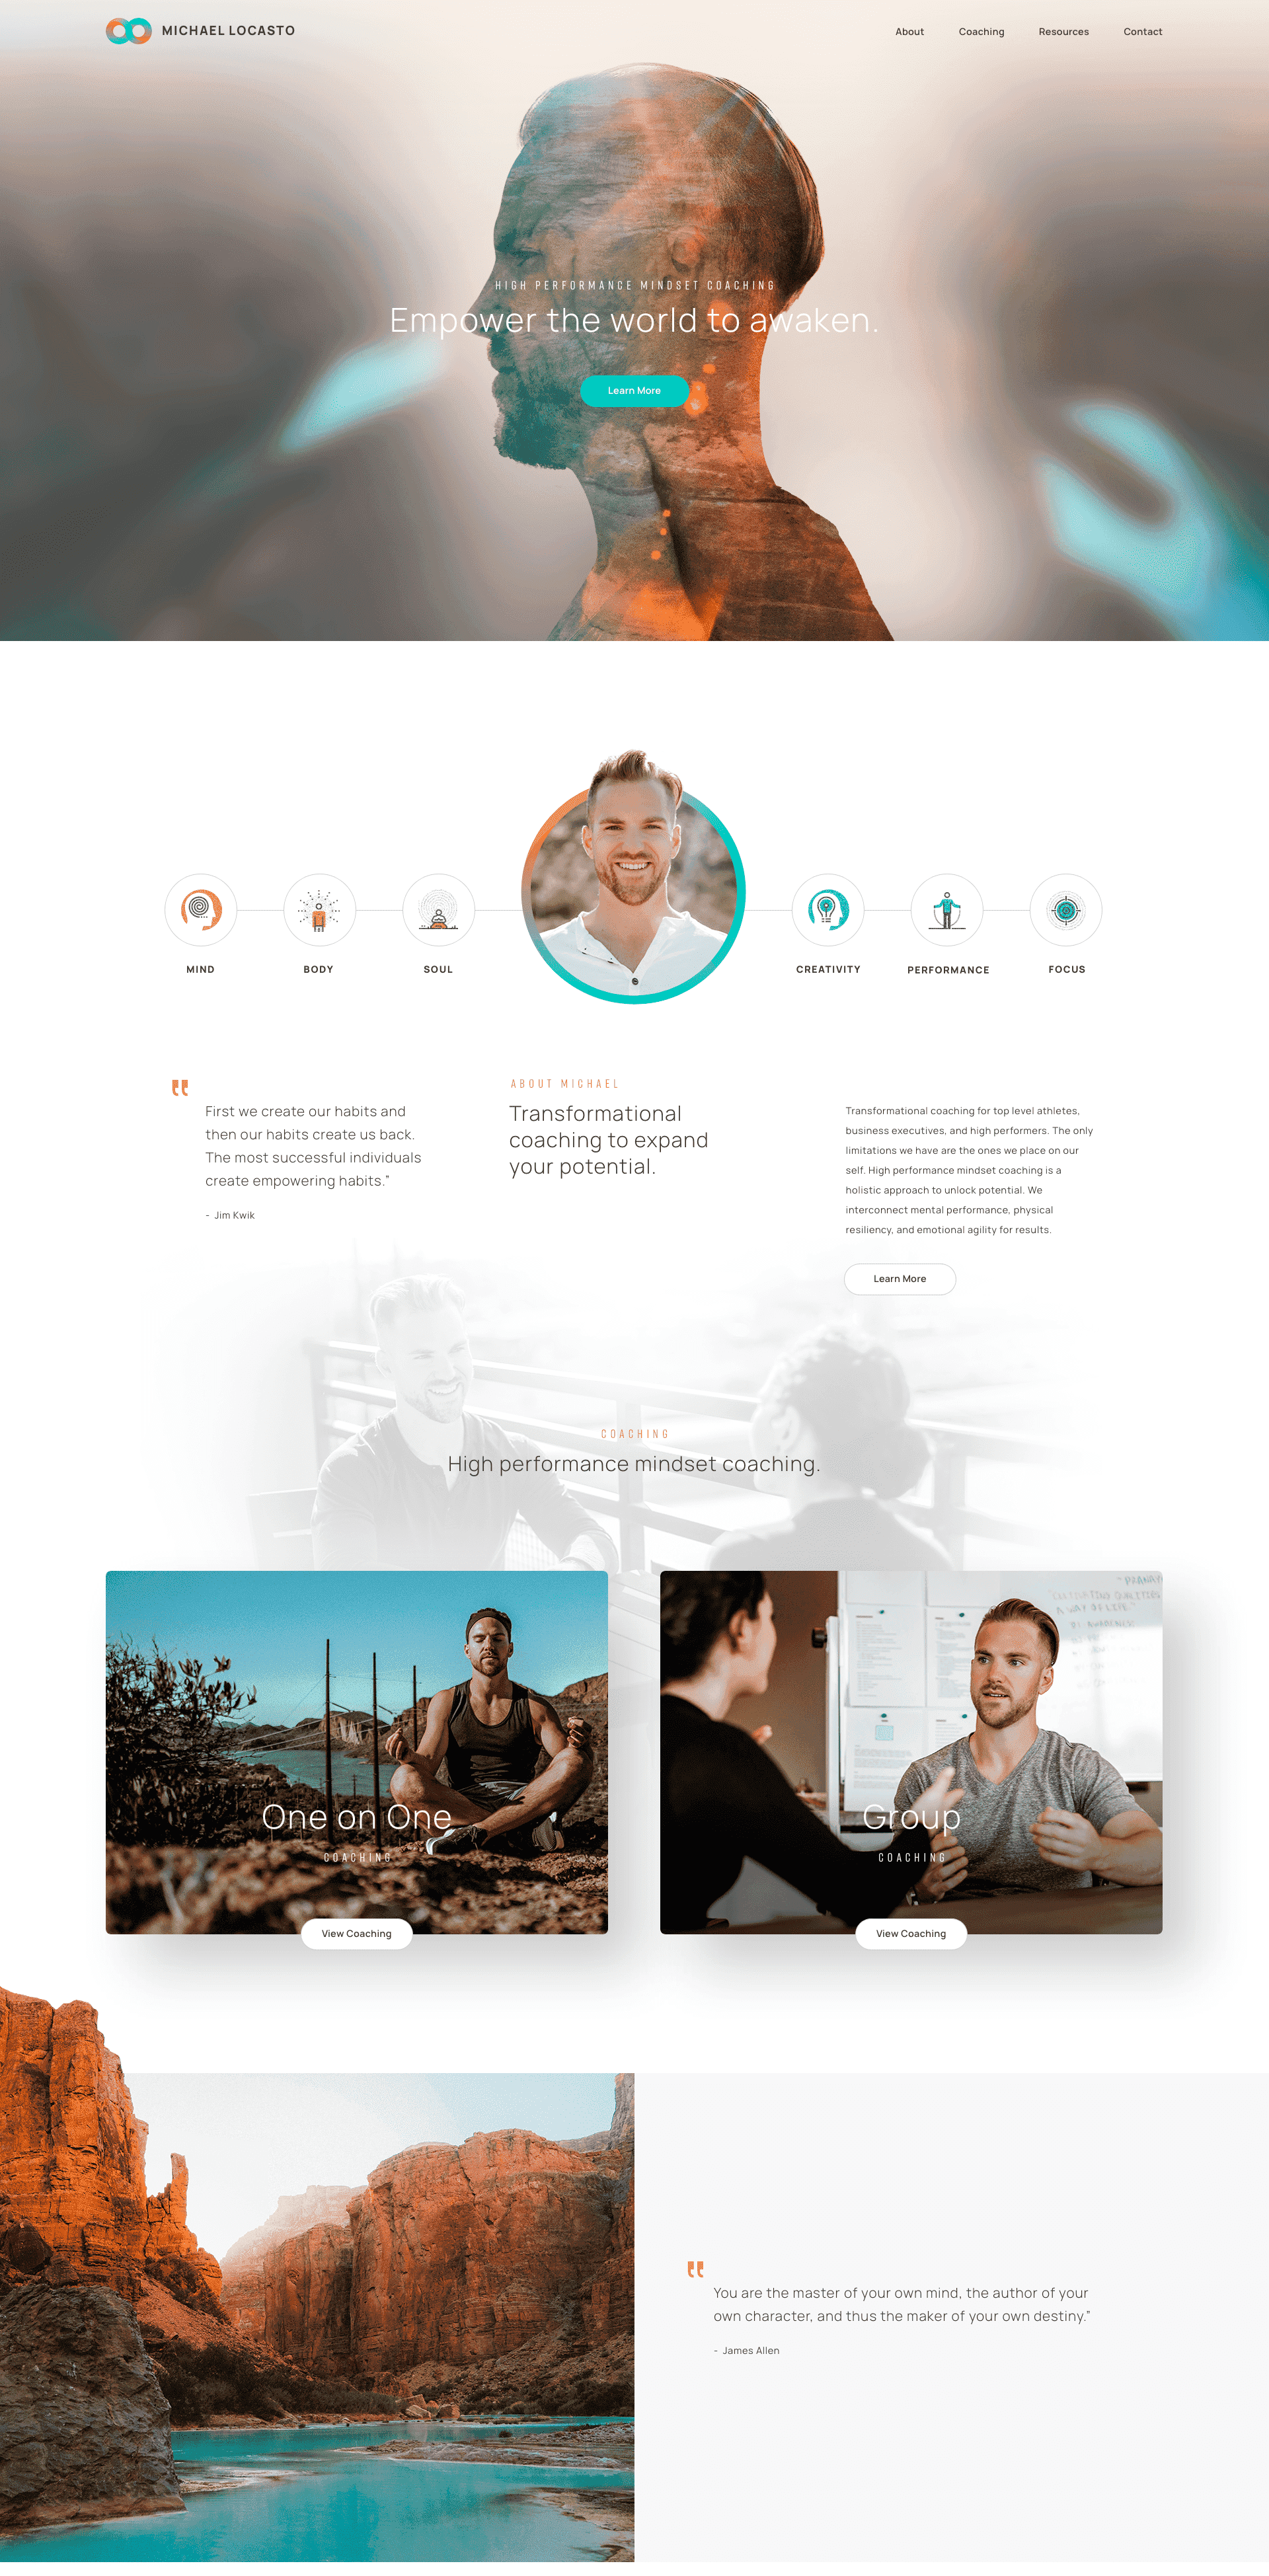 MICHAEL LOCASTO
About
Coaching
Resources
Contact
HIGH PERFORMANCE MINDSET COACHING
Empower the world to awaken.
Learn More
MIND
BODY
SOUL
CREATIVITY
PERFORMANCE
FOCUS
First we create our habits and
then our habits create us back.
The most successful individuals
create empowering habits.”
- Jim Kwik
ABOUT MICHAEL
Transformational
coaching to expand
your potential.
Transformational coaching for top level athletes,
business executives, and high performers. The only
limitations we have are the ones we place on our
self. High performance mindset coaching is a
holistic approach to unlock potential. We
interconnect mental performance, physical
resiliency, and emotional agility for results.
Learn More
COACHING
High performance mindset coaching.
One on One
COACHING
View Coaching
A WAY OF LIFE
Group
COACHING
View Coaching
You are the master of your own mind, the author of your
own character, and thus the maker of your own destiny.”
- James Allen